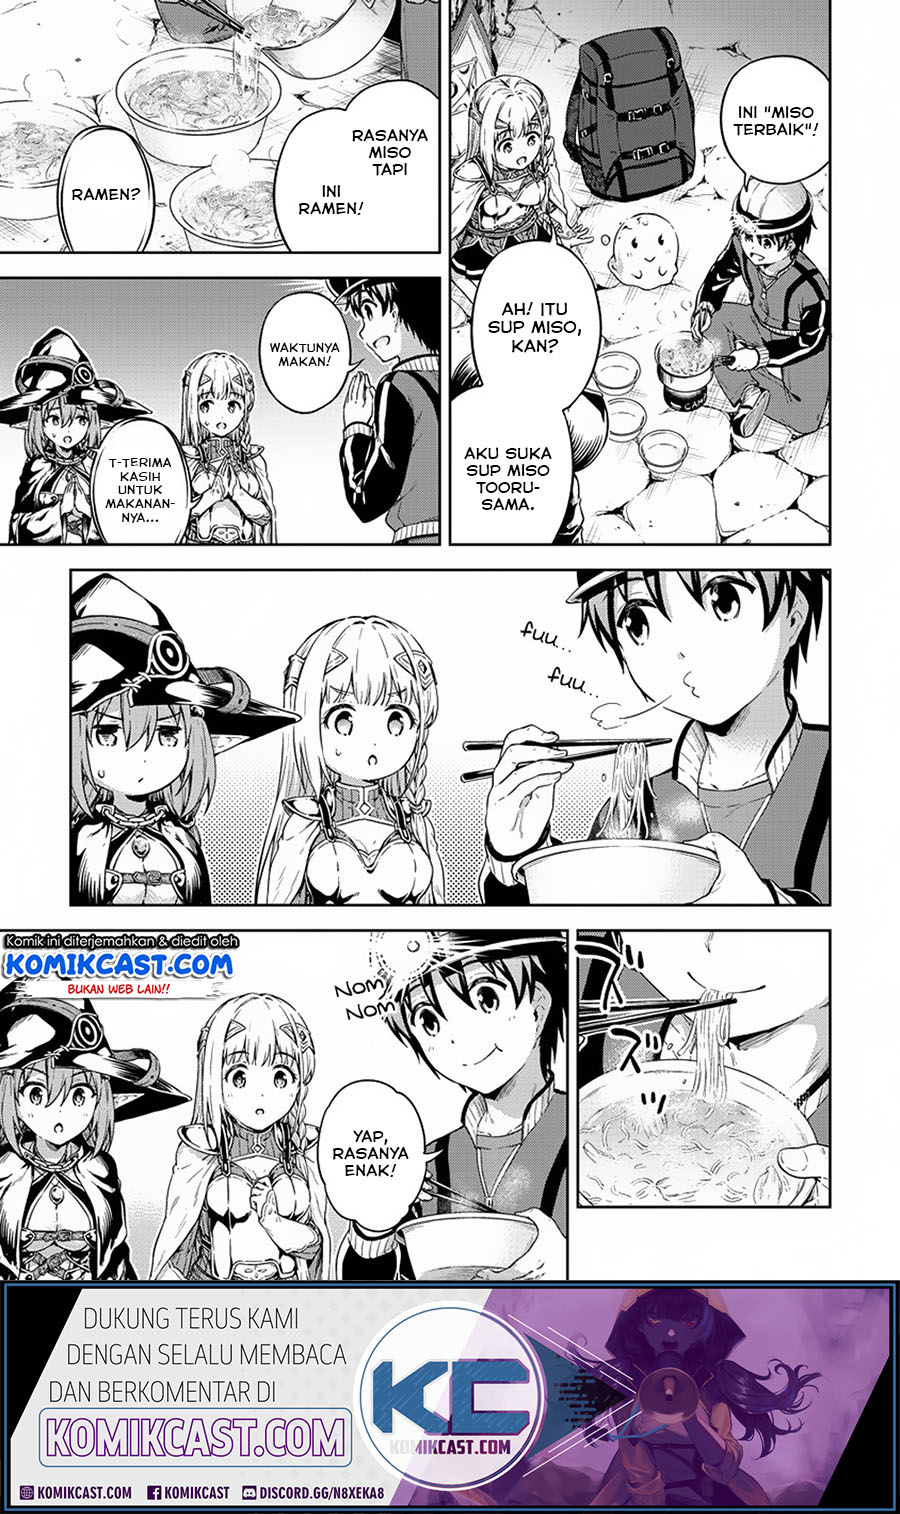 INI "MISO
TERBAIK"!
AH! ITU
SUP MISO,
KAN?
AKU SUKA
SUP MISO
TOORU-
SAMA.
RASANYA
MISO
TAPI
INI
RAMEN!
RAMEN?
WAKTUNYA
MAKAN!
T-TERIMA
KASIH
UNTUK
MAKANAN-
NYA...
fuu...
fuu...
ズズズ
Nom
Nom
YAP,
RASANYA
ENAK!
Komik ini diterjemahkan & diedit oleh
KOMIKCAST.COM
BUKAN WEB LAIN!!
DUKUNG TERUS KAMI
DENGAN SELALU MEMBACA
DAN BERKOMENTAR DI
KOMIKCAST.COM
KC
KOMIKCAST.COM
KOMIKCAST.COM
KOMIKCAST
DISCORD.GG/N8XEKA8